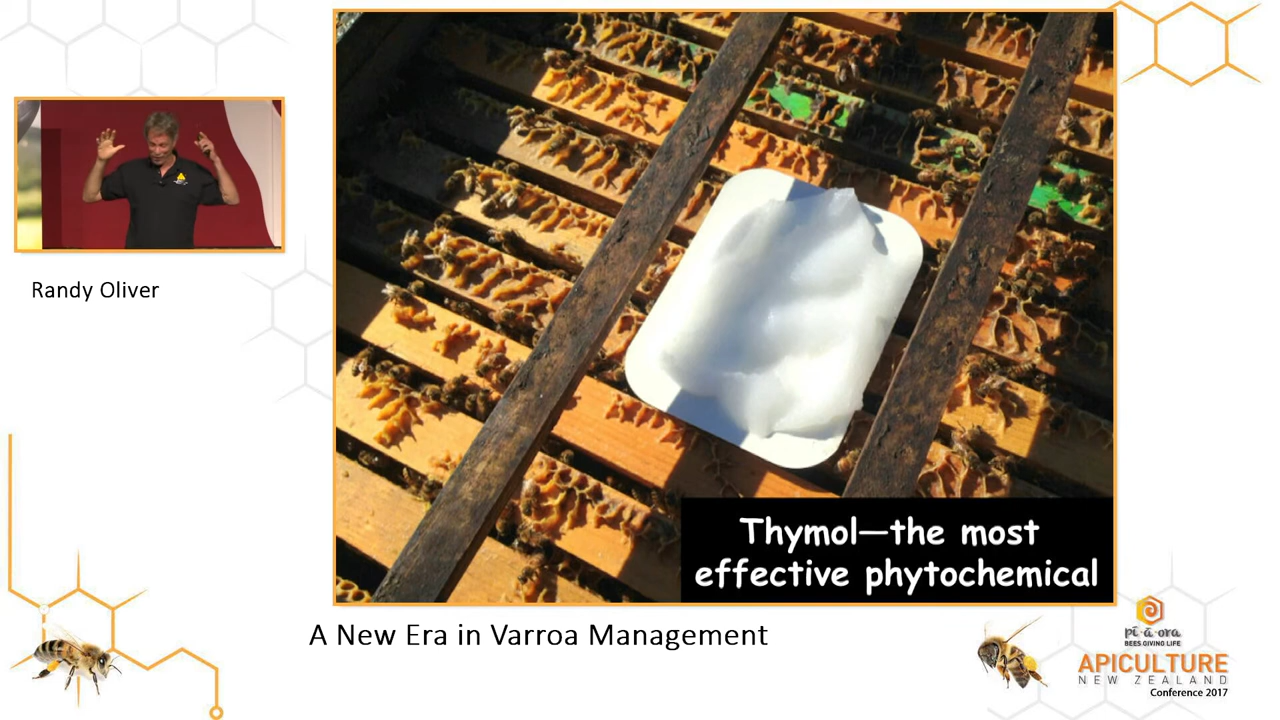 Randy Oliver
Thymol—the most
effective phytochemical
A New Era in Varroa Management
pī-ā-ora
BEES GIVING LIFE
APICULTURE
NEW ZEALAND
Conference 2017